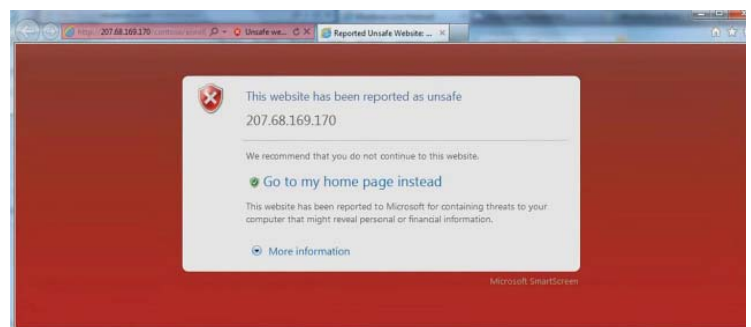 207.68.169.170
Unsafe we...
Reported Unsafe Website: ...
This website has been reported as unsafe
207.68.169.170
We recommend that you do not continue to this website.
Go to my home page instead
This website has been reported to Microsoft for containing threats to your
computer that might reveal personal or financial information.
More information
Microsoft SmartScreen